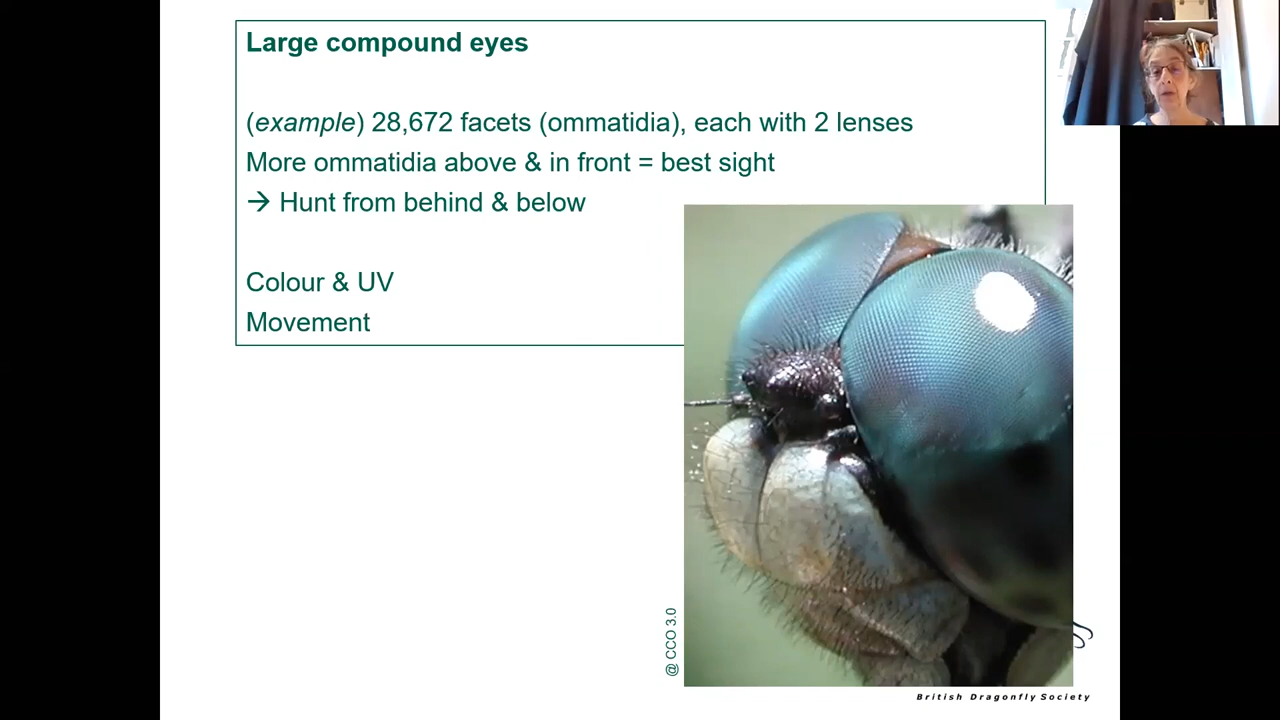 Large compound eyes
(example) 28,672 facets (ommatidia), each with 2 lenses
More ommatidia above & in front = best sight
→ Hunt from behind & below
Colour & UV
Movement
@ CCO 3.0
British Dragonfly Society